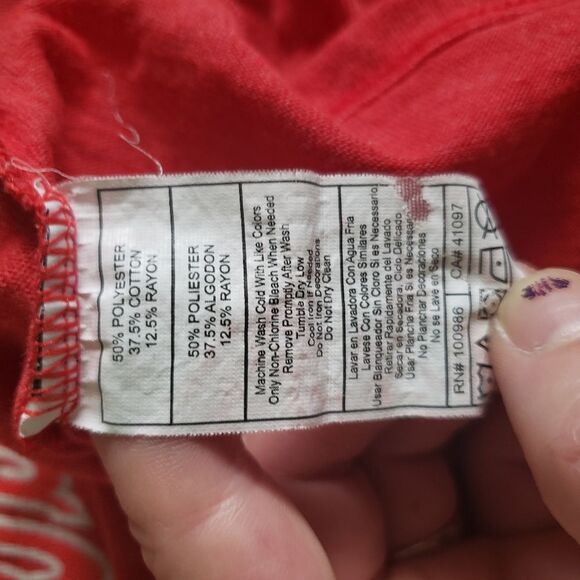 50% POLYESTER
37.5% COTTON
12.5% RAYON
50% POLIESTER
37.5% ALGODON
12.5% RAYON
Machine Wash Cold With Like Colors
Only Non-Chlorine Bleach When Needed
Remove Promptly After Wash
Tumble Dry Low
Cool Iron If Needed
Do Not Iron Decorations
Do Not Dry Clean
Lavar en Lavadora Con Agua Fria
Lavese con Colores Similares
Usar Blanqueador Sin Cloro Si es Necesario
Retirar Rapidamente del Lavado
Secar en Secadora, Ciclo Delicado
Usar Plancha Fria Si es Necesario
No Planchar Decoraciones
No se Lave en Seco
RN# 100986 CA# 41097